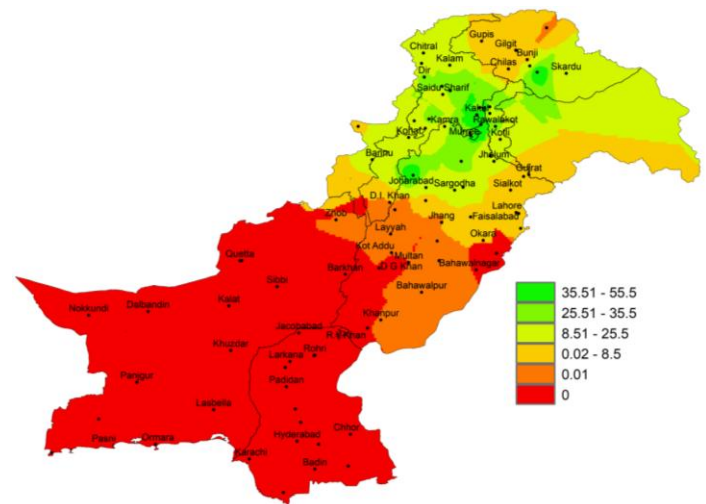 Gupis
Gilgit
Bunji
Chitral
Kalam
Chilas
Skardu
Dir
Saidu Sharif
Kakul
Kamra
Rawalakot
Kohat
Murree
Kotli
Bannu
Jhelum
Gujrat
Joharabad
Sargodha
Sialkot
D.I. Khan
Lahore
Zhob
Jhang
Faisalabad
Layyah
Okara
Quetta
Kot Addu
Multan
Barkhan
D.G.Khan
Bahawalnagar
Sibi
Bahawalpur
Nokkundi
Dalbandin
Kalat
Khanpur
Jacobabad
Khuzdar
Rohri
Larkana
Panjgur
Padidan
Lasbella
Pasni
Ormara
Hyderabad
Chhor
Karachi
Badin
35.51 - 55.5
25.51 - 35.5
8.51 - 25.5
0.02 - 8.5
0.01
0